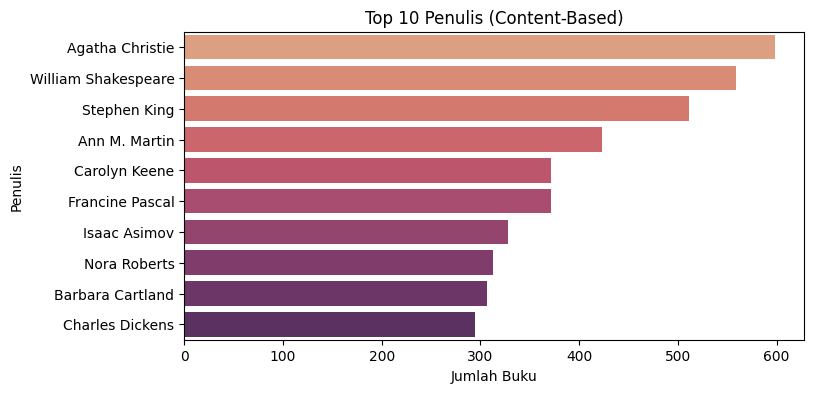 Top 10 Penulis (Content-Based)
Penulis
Agatha Christie
William Shakespeare
Stephen King
Ann M. Martin
Carolyn Keene
Francine Pascal
Isaac Asimov
Nora Roberts
Barbara Cartland
Charles Dickens
0 100 200 300 400 500 600
Jumlah Buku